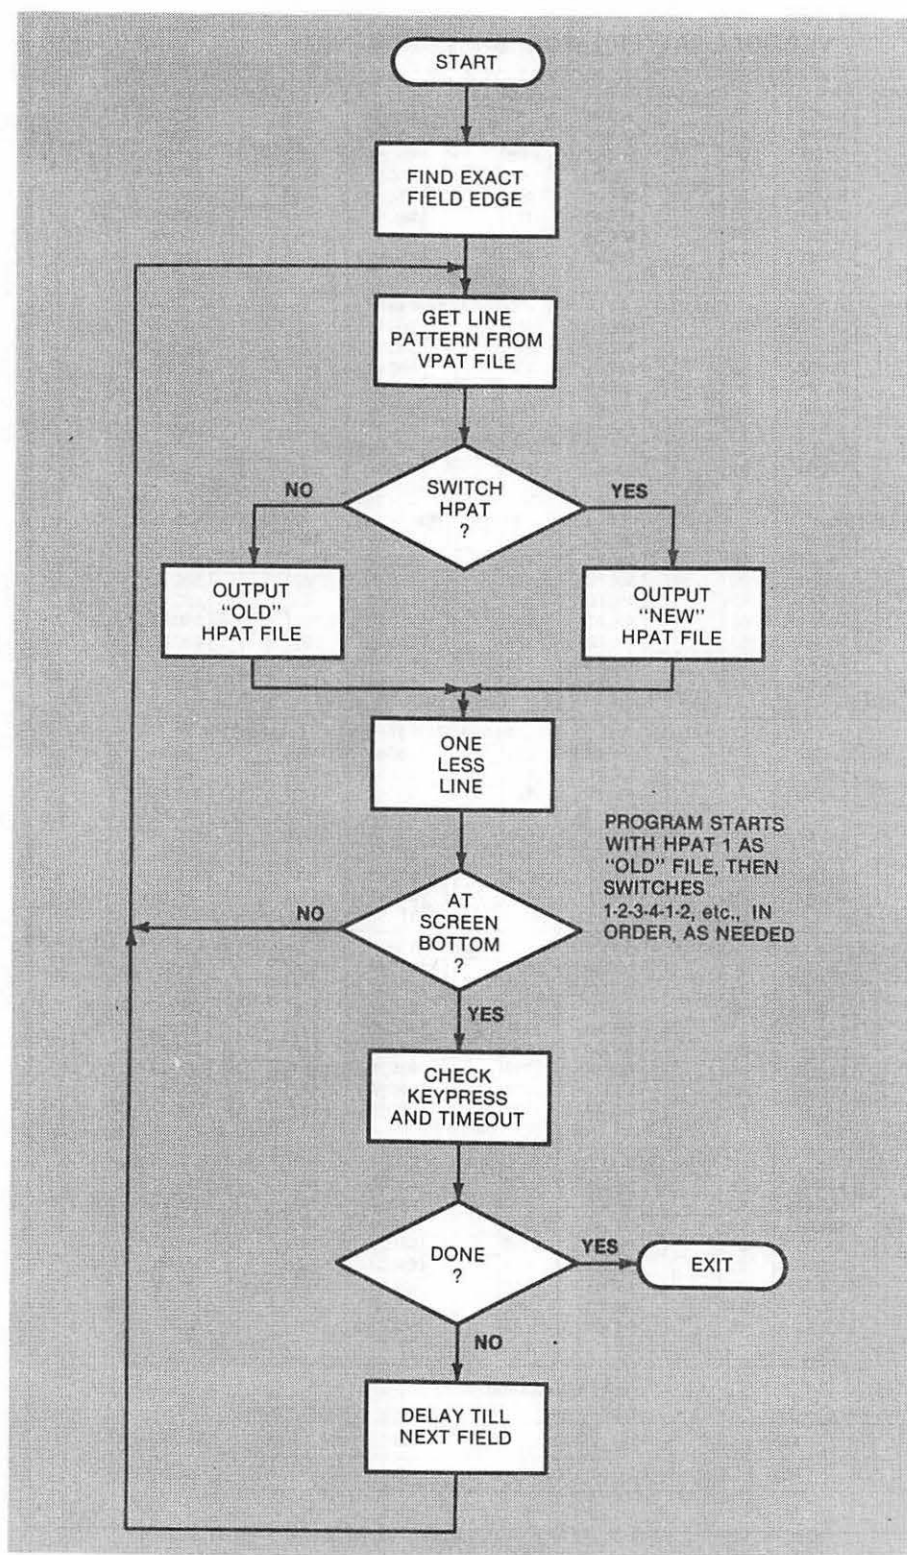 START
FIND EXACT
FIELD EDGE
GET LINE
PATTERN FROM
VPAT FILE
NO
SWITCH
HPAT
?
YES
OUTPUT
"OLD"
HPAT FILE
OUTPUT
"NEW"
HPAT FILE
ONE
LESS
LINE
PROGRAM STARTS
WITH HPAT 1 AS
"OLD" FILE, THEN
SWITCHES
1-2-3-4-1-2, etc., IN
ORDER, AS NEEDED
NO
AT
SCREEN
BOTTOM
?
YES
CHECK
KEYPRESS
AND TIMEOUT
DONE
?
YES
EXIT
NO
DELAY TILL
NEXT FIELD